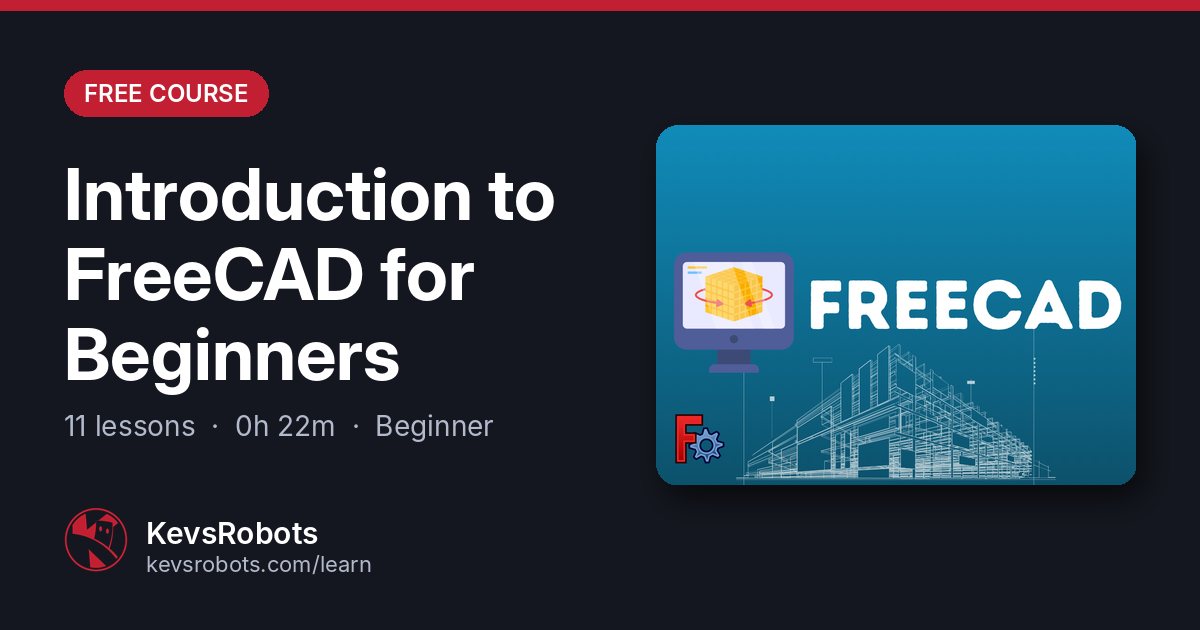 FREE COURSE
Introduction to
FreeCAD for
Beginners
11 lessons · 0h 22m · Beginner
KevsRobots
kevsrobots.com/learn
FREECAD
F